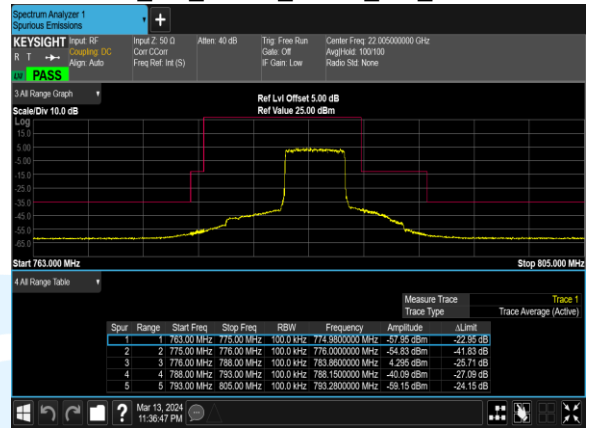 Spectrum Analyzer 1
Spurious Emissions
+
KEYSIGHT Input: RF Input Z: 50 Ω Atten: 40 dB Trig: Free Run Center Freq: 22.005000000 GHz
R T Coupling: DC Corr CCorr Gate: Off Avg|Hold: 100/100
Align: Auto Freq Ref: Int (S) IF Gain: Low Radio Std: None
PASS
3 All Range Graph
Ref Lvl Offset 5.00 dB
Scale/Div 10.0 dB Ref Value 25.00 dBm
Log
15.0
5.00
-5.00
-15.0
-25.0
-35.0
-45.0
-55.0
-65.0
Start 763.000 MHz Stop 805.000 MHz
4 All Range Table
Measure Trace Trace 1
Trace Type Trace Average (Active)
Spur Range Start Freq Stop Freq RBW Frequency Amplitude ΔLimit
1 1 763.00 MHz 775.00 MHz 100.0 kHz 774.9800000 MHz -57.95 dBm -22.95 dB
2 2 775.00 MHz 776.00 MHz 100.0 kHz 776.0000000 MHz -54.83 dBm -41.83 dB
3 3 776.00 MHz 788.00 MHz 100.0 kHz 783.8600000 MHz 4.295 dBm -25.71 dB
4 4 788.00 MHz 793.00 MHz 100.0 kHz 788.1500000 MHz -40.09 dBm -27.09 dB
5 5 793.00 MHz 805.00 MHz 100.0 kHz 793.2800000 MHz -59.15 dBm -24.15 dB
? Mar 13, 2024
11:36:47 PM